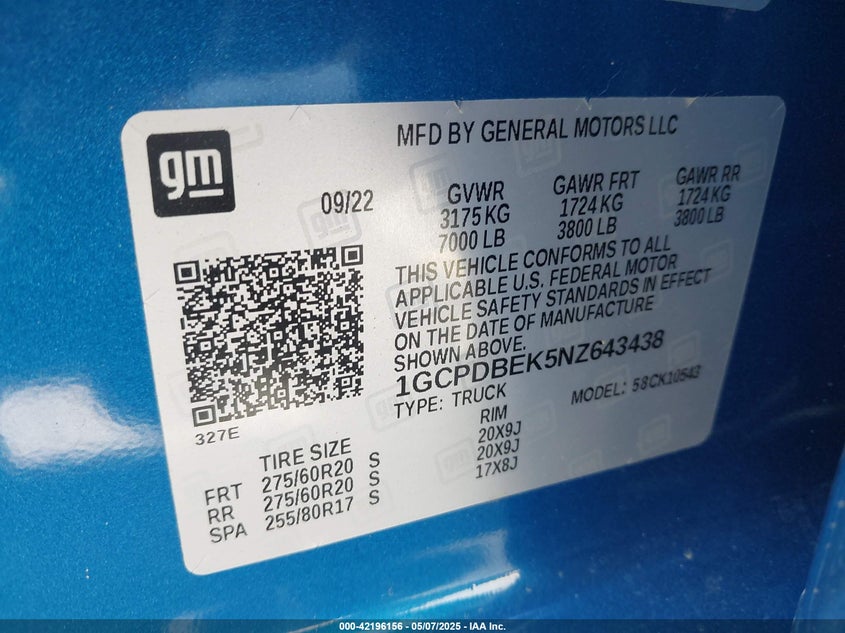 gm
MFD BY GENERAL MOTORS LLC
09/22
GVWR
3175 KG
7000 LB
GAWR FRT
1724 KG
3800 LB
GAWR RR
1724 KG
3800 LB
THIS VEHICLE CONFORMS TO ALL
APPLICABLE U.S. FEDERAL MOTOR
VEHICLE SAFETY STANDARDS IN EFFECT
ON THE DATE OF MANUFACTURE
SHOWN ABOVE.
1GCPDBEK5NZ643438
TYPE: TRUCK
MODEL: 58CK10543
327E
TIRE SIZE
RIM
FRT 275/60R20 S 20X9J
RR 275/60R20 S 20X9J
SPA 255/80R17 S 17X8J
000-42196156 - 05/07/2025 - IAA Inc.